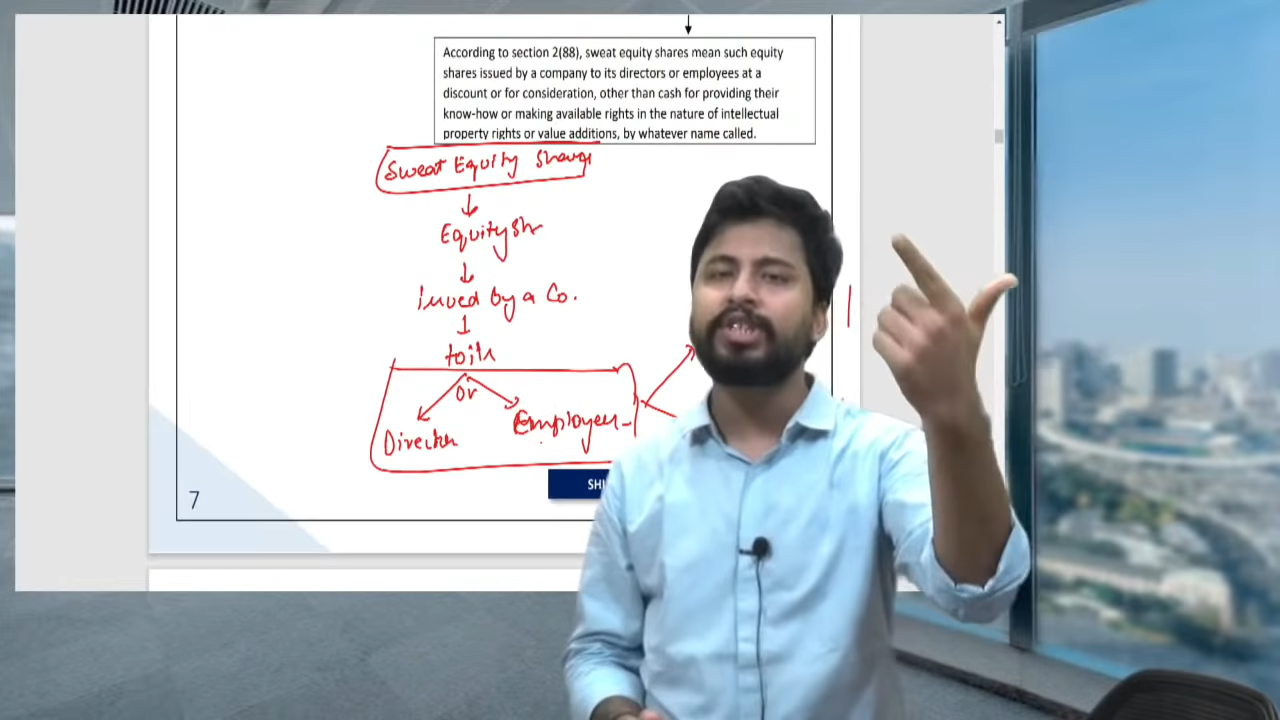 According to section 2(88), sweat equity shares mean such equity
shares issued by a company to its directors or employees at a
discount or for consideration, other than cash for providing their
know-how or making available rights in the nature of intellectual
property rights or value additions, by whatever name called.
Sweat Equity Shares
Equity Sh
issued by a Co.
to its
Or
Director
Employees
7
SH